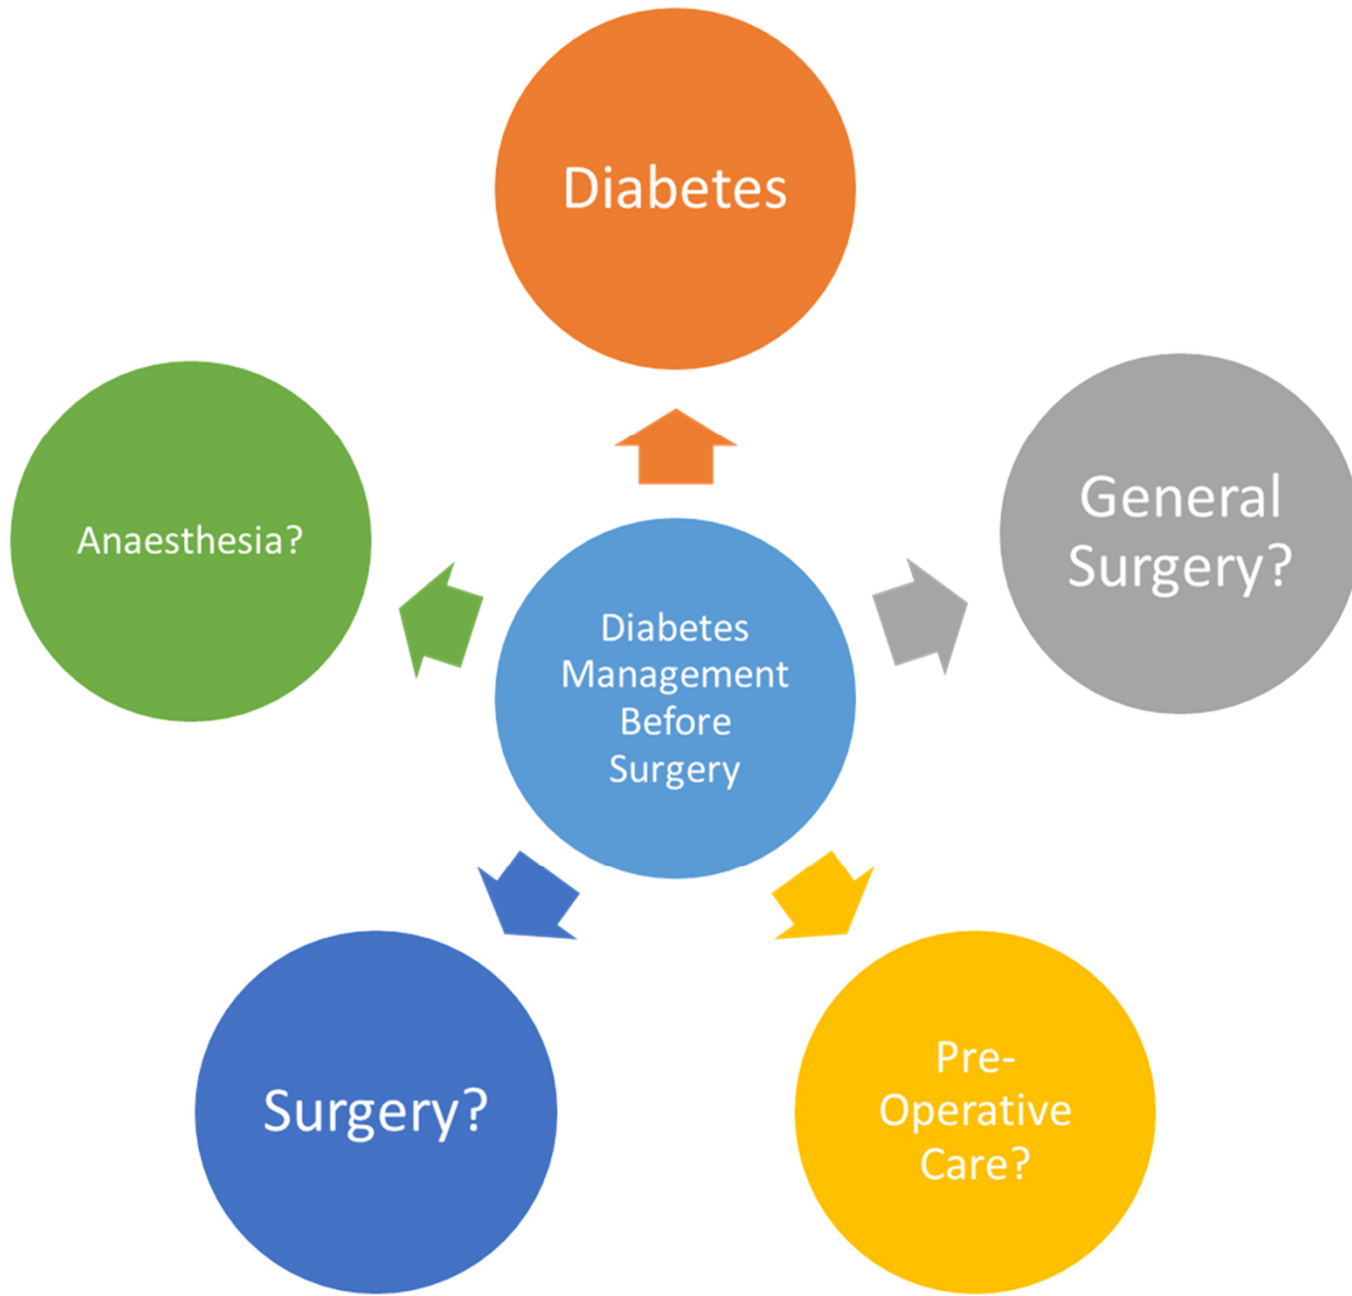 Diabetes
General
Surgery?
Anaesthesia?
Diabetes
Management
Before
Surgery
Pre-
Operative
Care?
Surgery?